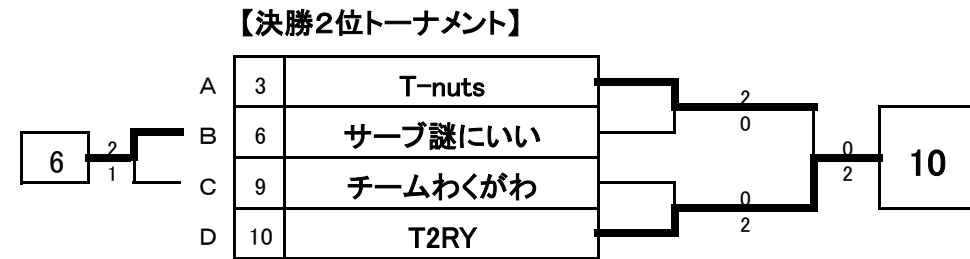 【決勝2位トーナメント】
A 3 T-nuts
2
0
B 6 サーブ謎にいい
6 2
1
0
2
10
C 9 チームわくがわ
0
2
D 10 T2RY